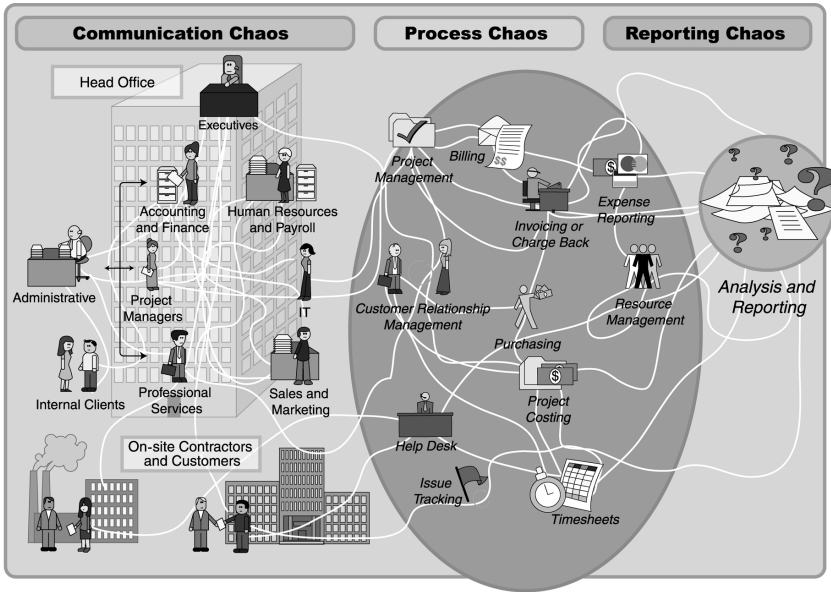 Communication Chaos
Process Chaos
Reporting Chaos
Head Office
Executives
Accounting
and Finance
Human Resources
and Payroll
Administrative
Project
Managers
IT
Internal Clients
Professional
Services
Sales and
Marketing
On-site Contractors
and Customers
Project
Management
Billing
$$
Invoicing or
Charge Back
$
Expense
Reporting
Customer Relationship
Management
Resource
Management
Purchasing
$
Project
Costing
Help Desk
Issue
Tracking
Timesheets
?
?
?
?
?
?
?
Analysis and
Reporting